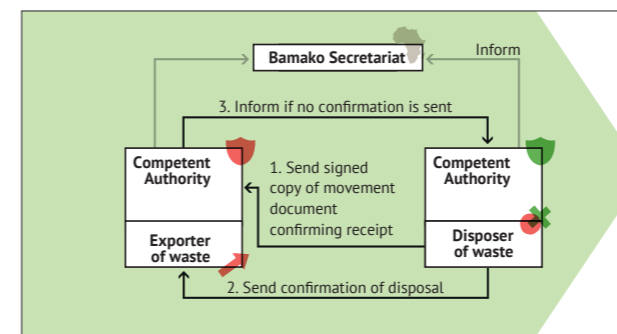 Bamako Secretariat
Inform
3. Inform if no confirmation is sent
Competent
Authority
1. Send signed
copy of movement
document
confirming receipt
Competent
Authority
Exporter
of waste
Disposer
of waste
2. Send confirmation of disposal